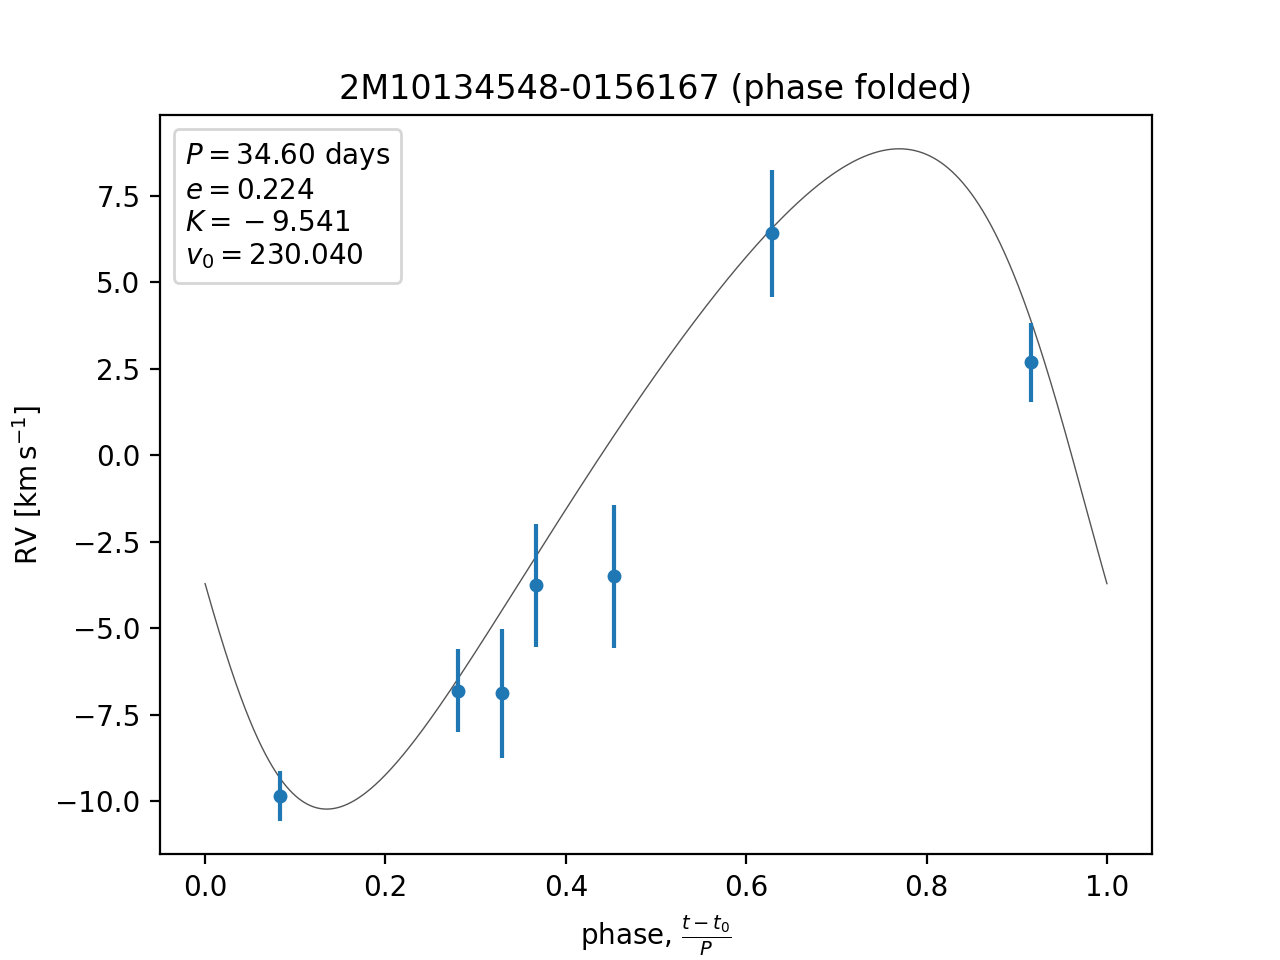 2M10134548-0156167 (phase folded)
P = 34.60 days
e = 0.224
K = −9.541
v₀ = 230.040
RV [km s⁻¹]
7.5
5.0
2.5
0.0
−2.5
−5.0
−7.5
−10.0
0.0 0.2 0.4 0.6 0.8 1.0
phase, (t − t₀)/P